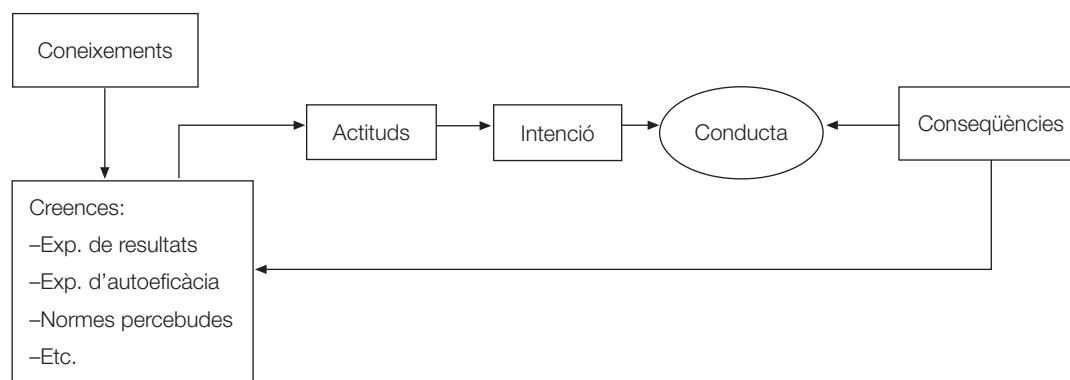 Coneixements
Actituds
Intenció
Conducta
Conseqüències
Creences:
–Exp. de resultats
–Exp. d’autoeficàcia
–Normes percebudes
–Etc.